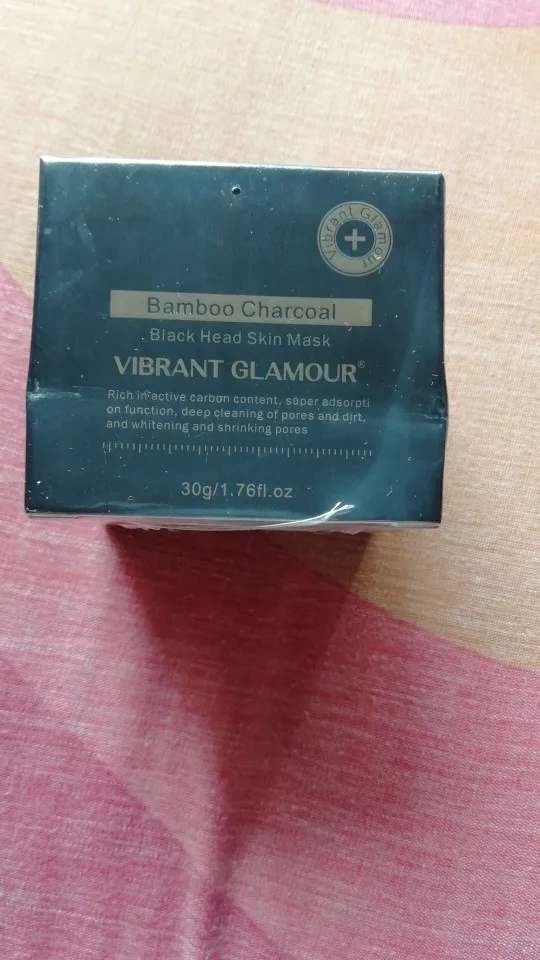 Vibrant Glamour
Bamboo Charcoal
Black Head Skin Mask
VIBRANT GLAMOUR®
Rich in active carbon content, super adsorpti
on function, deep cleaning of pores and dirt,
and whitening and shrinking pores
30g/1.76fl.oz